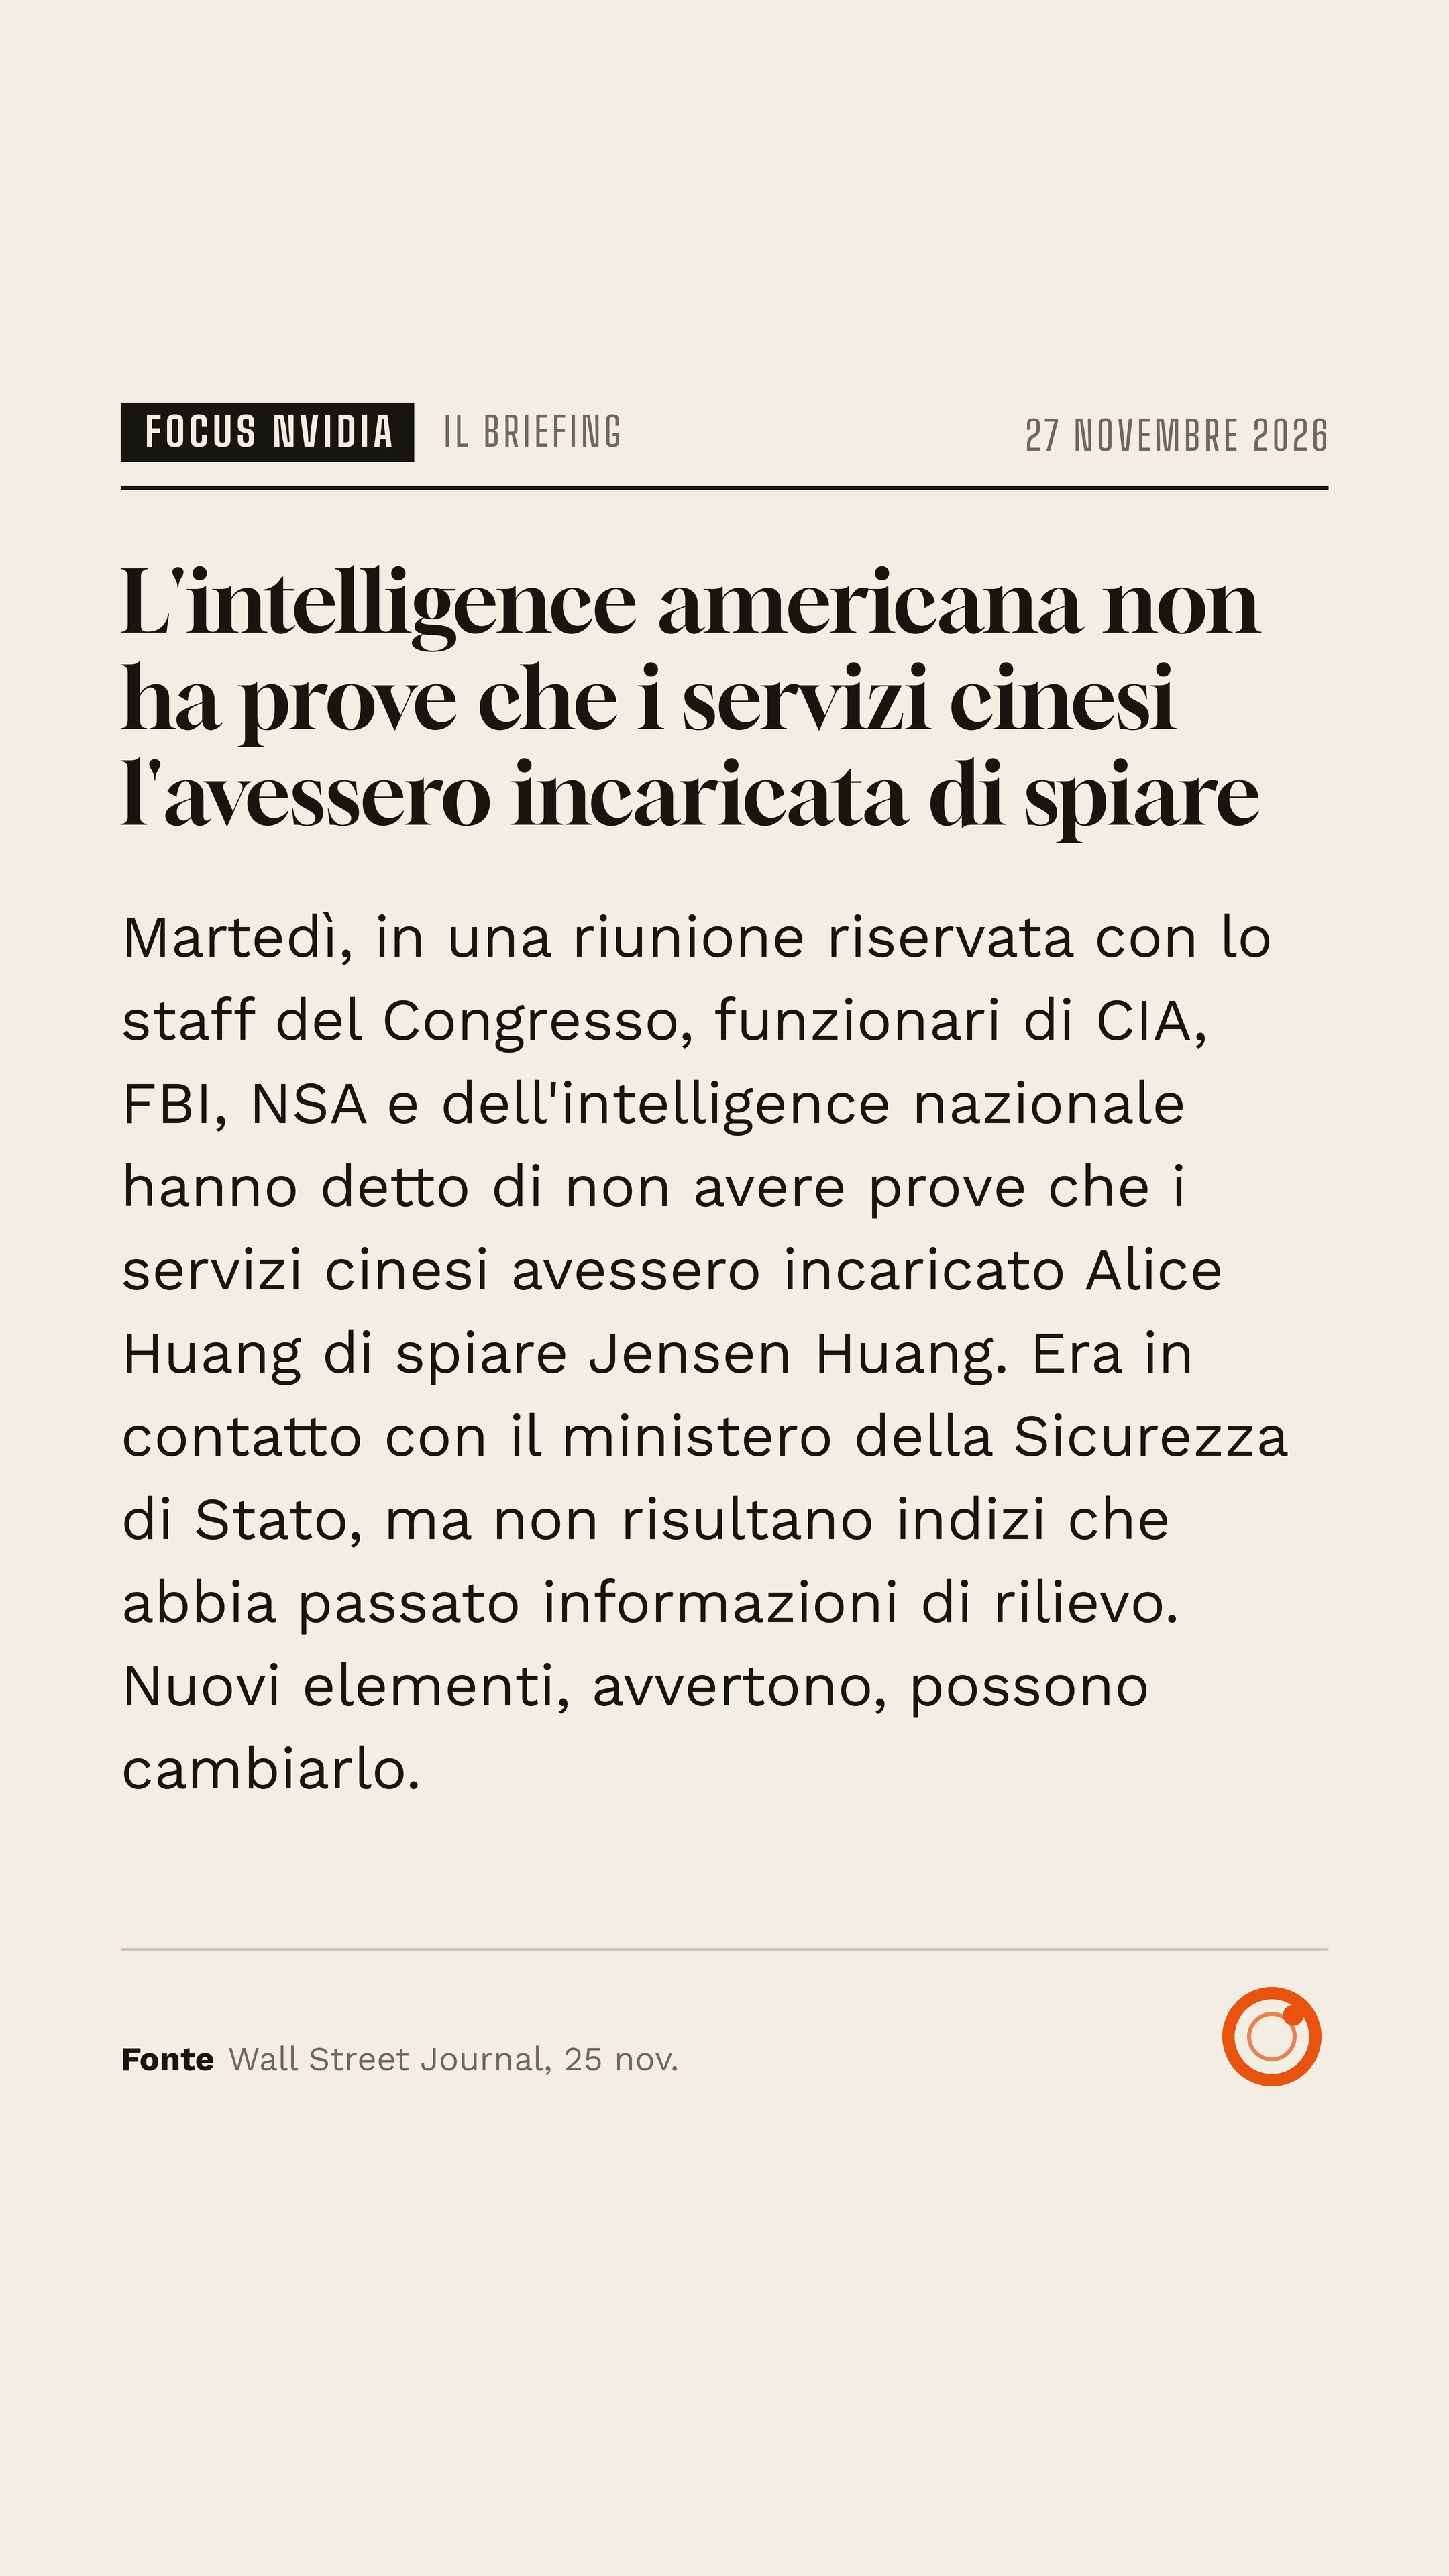 FOCUS NVIDIA IL BRIEFING 27 NOVEMBRE 2026
L'intelligence americana non
ha prove che i servizi cinesi
l'avessero incaricata di spiare
Martedì, in una riunione riservata con lo
staff del Congresso, funzionari di CIA,
FBI, NSA e dell'intelligence nazionale
hanno detto di non avere prove che i
servizi cinesi avessero incaricato Alice
Huang di spiare Jensen Huang. Era in
contatto con il ministero della Sicurezza
di Stato, ma non risultano indizi che
abbia passato informazioni di rilievo.
Nuovi elementi, avvertono, possono
cambiarlo.
Fonte Wall Street Journal, 25 nov.